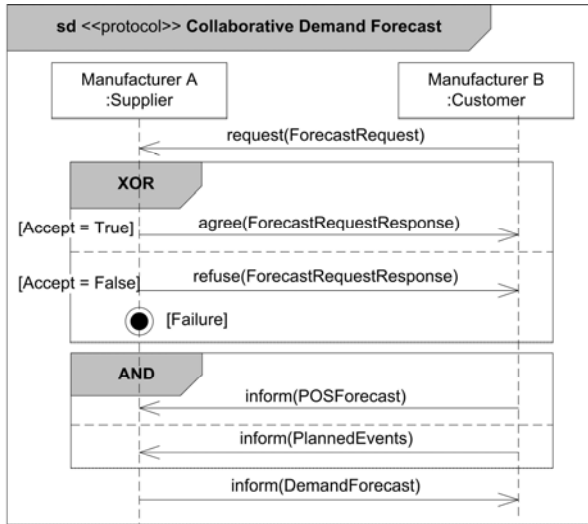 sd <<protocol>> Collaborative Demand Forecast
Manufacturer A
:Supplier
Manufacturer B
:Customer
request(ForecastRequest)
XOR
[Accept = True]
agree(ForecastRequestResponse)
[Accept = False]
refuse(ForecastRequestResponse)
[Failure]
AND
inform(POSForecast)
inform(PlannedEvents)
inform(DemandForecast)